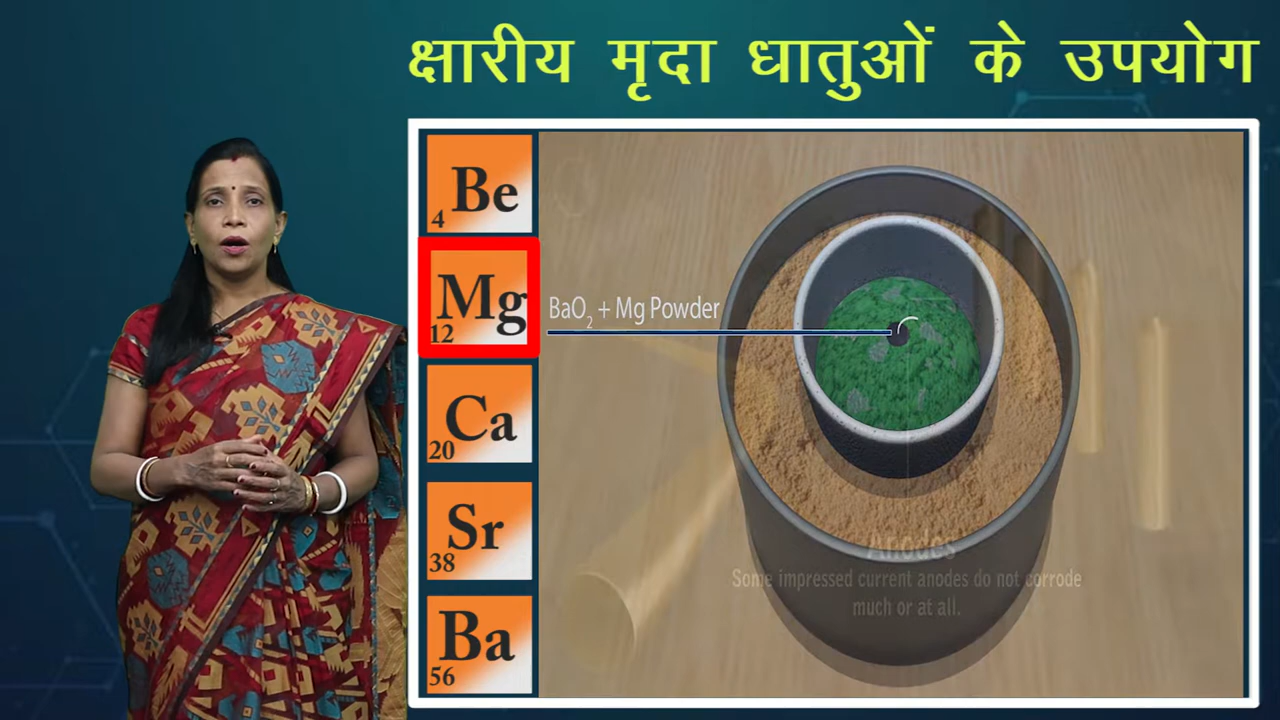 क्षारीय मृदा धातुओं के उपयोग
Be
4
Mg
12
BaO₂ + Mg Powder
Ca
20
Sr
38
Ba
56
Anodes
Some impressed current anodes do not corrode
much or at all.